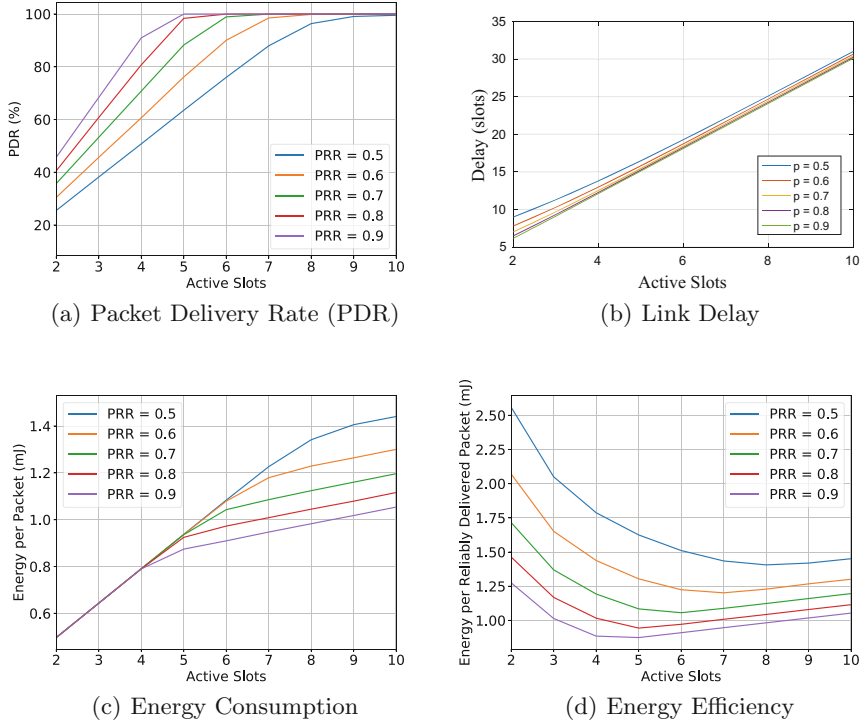 100
80
60
40
20
PDR (%)
PRR = 0.5
PRR = 0.6
PRR = 0.7
PRR = 0.8
PRR = 0.9
2 3 4 5 6 7 8 9 10
Active Slots
(a) Packet Delivery Rate (PDR)
35
30
25
20
15
10
5
Delay (slots)
p = 0.5
p = 0.6
p = 0.7
p = 0.8
p = 0.9
2 4 6 8 10
Active Slots
(b) Link Delay
1.4
1.2
1.0
0.8
0.6
Energy per Packet (mJ)
PRR = 0.5
PRR = 0.6
PRR = 0.7
PRR = 0.8
PRR = 0.9
2 3 4 5 6 7 8 9 10
Active Slots
(c) Energy Consumption
2.50
2.25
2.00
1.75
1.50
1.25
1.00
Energy per Reliably Delivered Packet (mJ)
PRR = 0.5
PRR = 0.6
PRR = 0.7
PRR = 0.8
PRR = 0.9
2 3 4 5 6 7 8 9 10
Active Slots
(d) Energy Efficiency